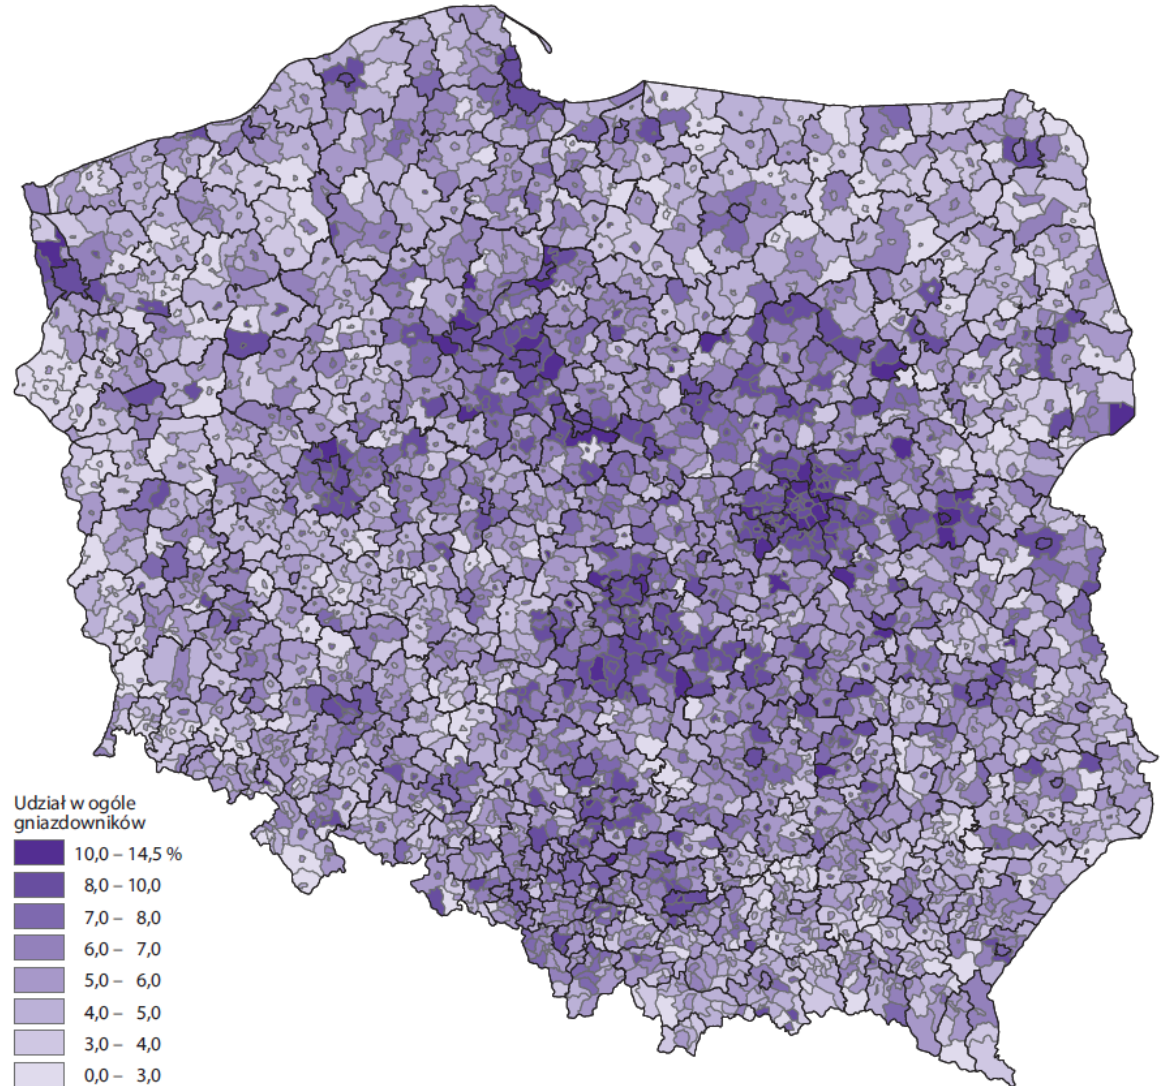 Udział w ogóle
gniazdowników
10,0 – 14,5 %
8,0 – 10,0
7,0 – 8,0
6,0 – 7,0
5,0 – 6,0
4,0 – 5,0
3,0 – 4,0
0,0 – 3,0